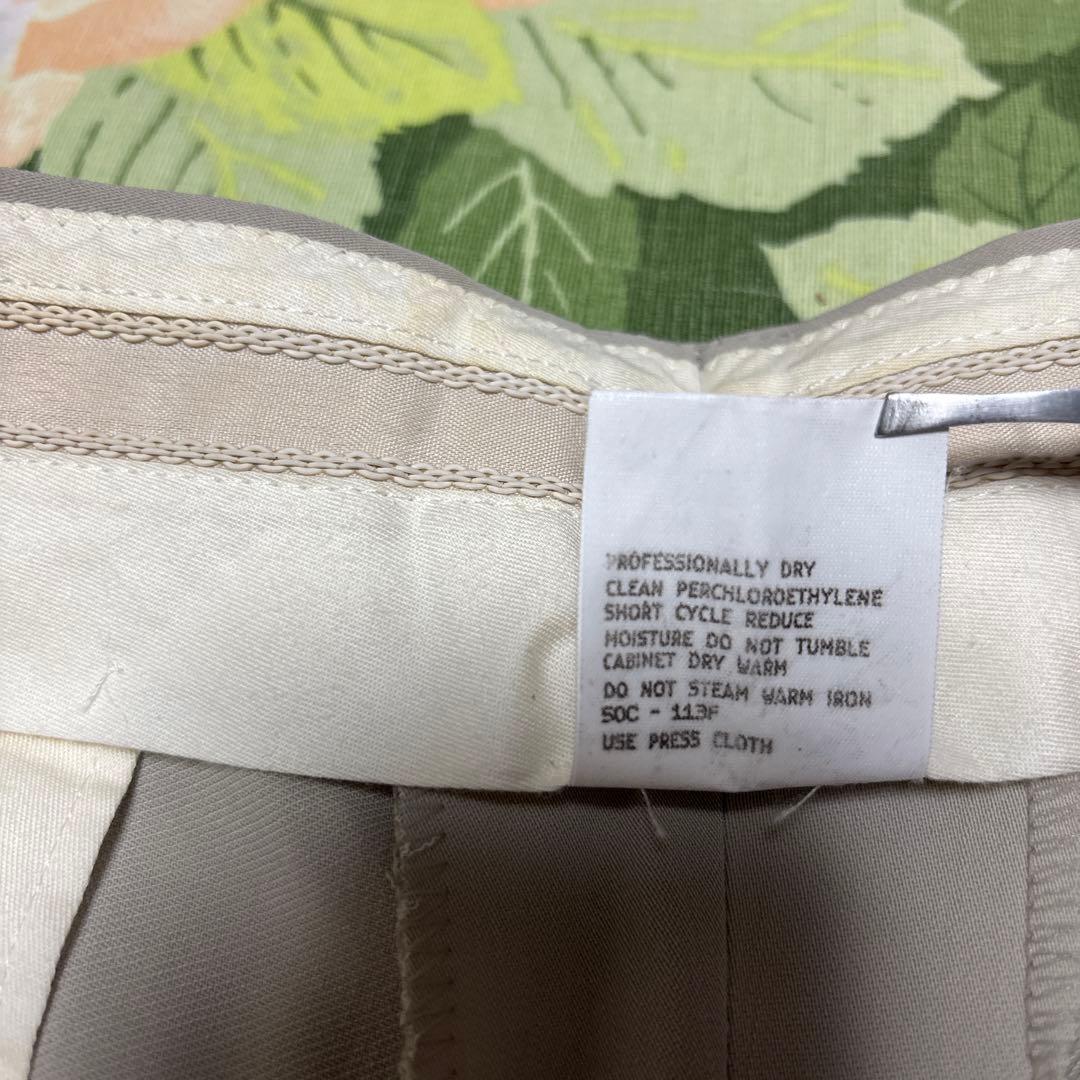 PROFESSIONALLY DRY
CLEAN PERCHLOROETHYLENE
SHORT CYCLE REDUCE
MOISTURE DO NOT TUMBLE
CABINET DRY WARM
DO NOT STEAM WARM IRON
50C - 113F
USE PRESS CLOTH